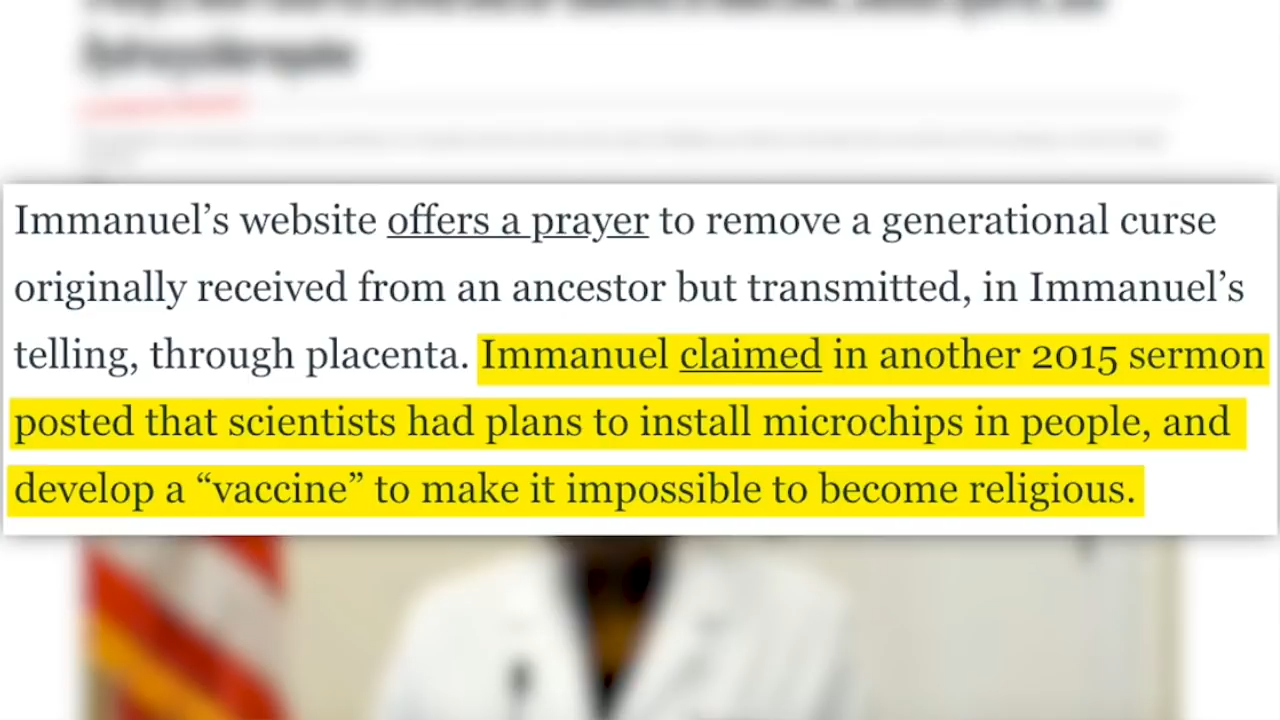 Immanuel’s website offers a prayer to remove a generational curse
originally received from an ancestor but transmitted, in Immanuel’s
telling, through placenta. Immanuel claimed in another 2015 sermon
posted that scientists had plans to install microchips in people, and
develop a “vaccine” to make it impossible to become religious.